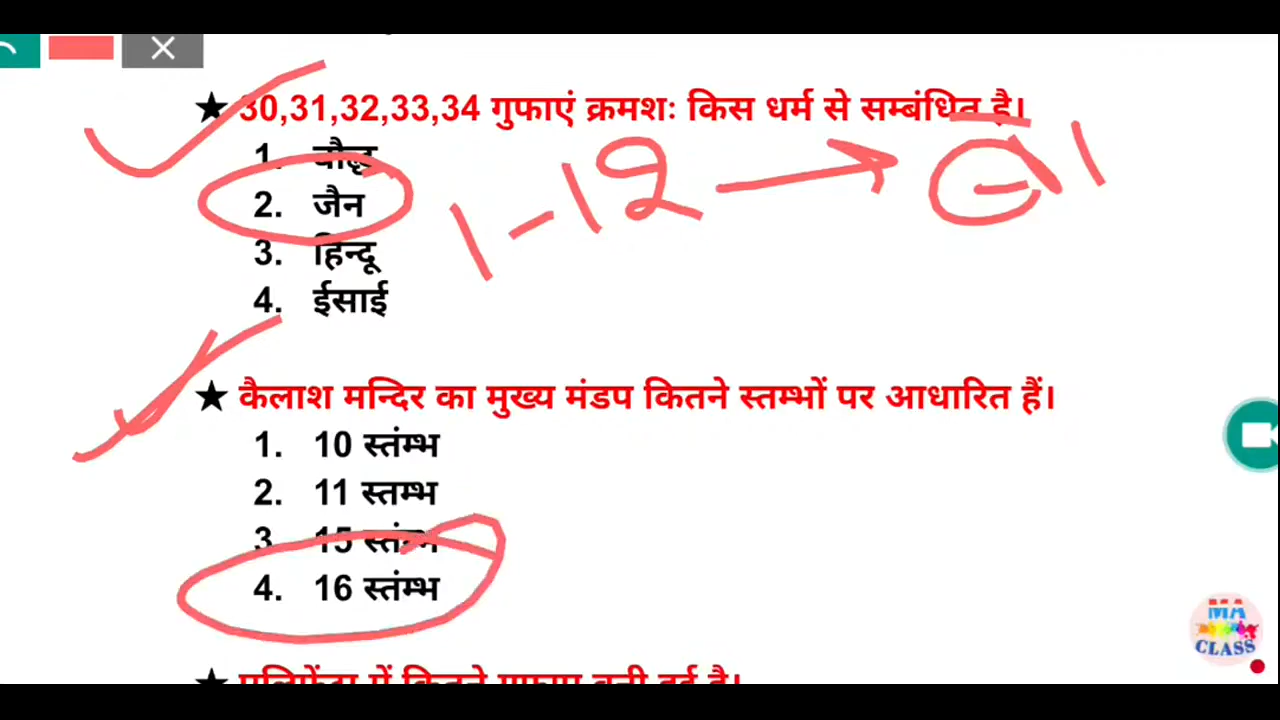 ★ 30,31,32,33,34 गुफाएं क्रमशः किस धर्म से सम्बंधित है।
1. बौद्ध
2. जैन
3. हिन्दू
4. ईसाई
1-12 →
★ कैलाश मन्दिर का मुख्य मंडप कितने स्तम्भों पर आधारित हैं।
1. 10 स्तंम्भ
2. 11 स्तम्भ
3. 15 स्तंम्भ
4. 16 स्तंम्भ
MA
CLASS